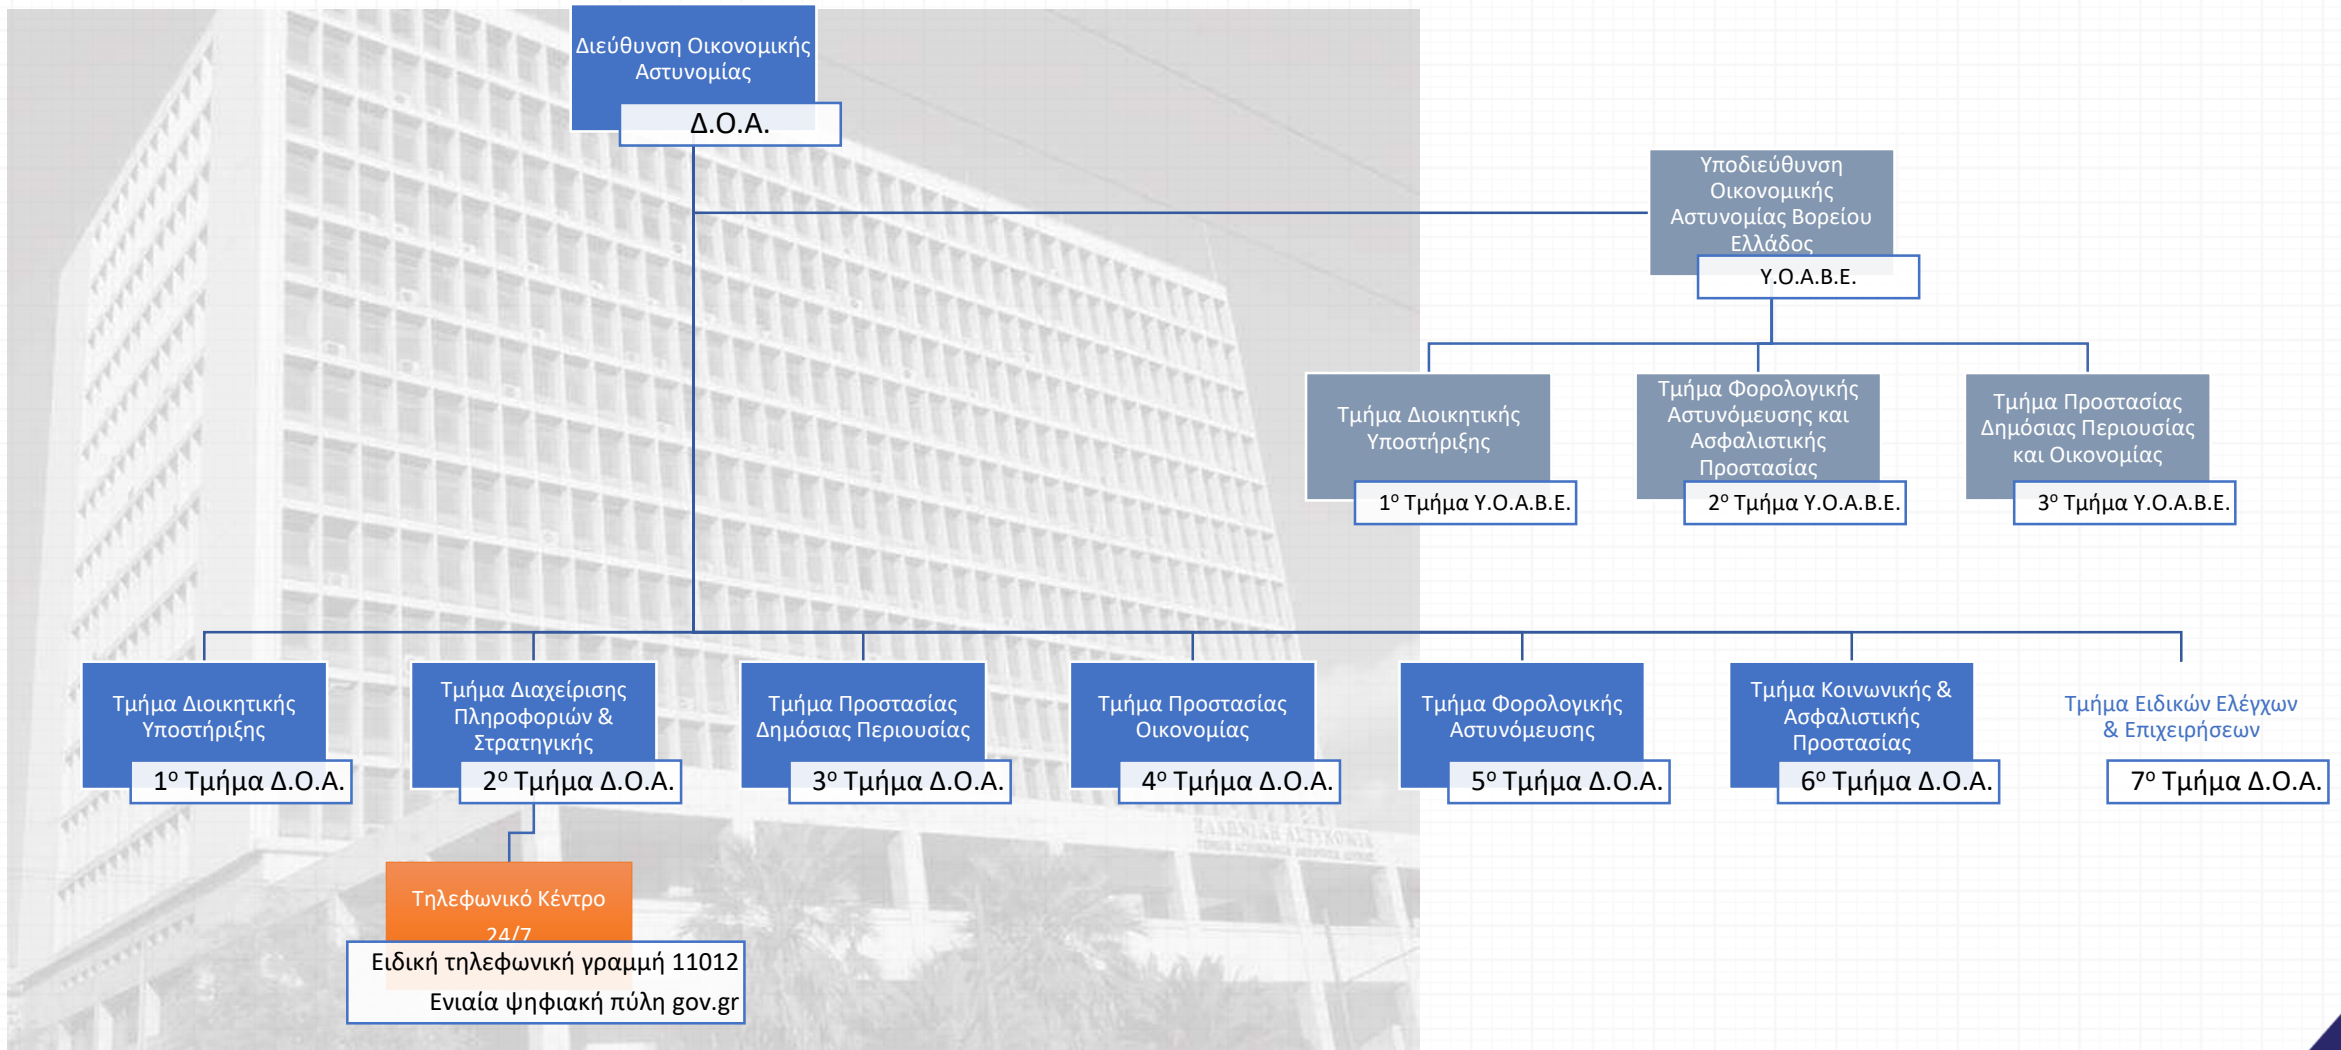 Διεύθυνση Οικονομικής
Αστυνομίας
Δ.Ο.Α.
Υποδιεύθυνση
Οικονομικής
Αστυνομίας Βορείου
Ελλάδος
Υ.Ο.Α.Β.Ε.
Τμήμα Διοικητικής
Υποστήριξης
1ο Τμήμα Υ.Ο.Α.Β.Ε.
Τμήμα Φορολογικής
Αστυνόμευσης και
Ασφαλιστικής
Προστασίας
2ο Τμήμα Υ.Ο.Α.Β.Ε.
Τμήμα Προστασίας
Δημόσιας Περιουσίας
και Οικονομίας
3ο Τμήμα Υ.Ο.Α.Β.Ε.
Τμήμα Διοικητικής
Υποστήριξης
1ο Τμήμα Δ.Ο.Α.
Τμήμα Διαχείρισης
Πληροφοριών &
Στρατηγικής
2ο Τμήμα Δ.Ο.Α.
Τμήμα Προστασίας
Δημόσιας Περιουσίας
3ο Τμήμα Δ.Ο.Α.
Τμήμα Προστασίας
Οικονομίας
4ο Τμήμα Δ.Ο.Α.
Τμήμα Φορολογικής
Αστυνόμευσης
5ο Τμήμα Δ.Ο.Α.
Τμήμα Κοινωνικής &
Ασφαλιστικής
Προστασίας
6ο Τμήμα Δ.Ο.Α.
Τμήμα Ειδικών Ελέγχων
& Επιχειρήσεων
7ο Τμήμα Δ.Ο.Α.
Τηλεφωνικό Κέντρο
24/7
Ειδική τηλεφωνική γραμμή 11012
Ενιαία ψηφιακή πύλη gov.gr
ΕΛΛΗΝΙΚΗ ΑΣΤΥΝΟΜΙΑ